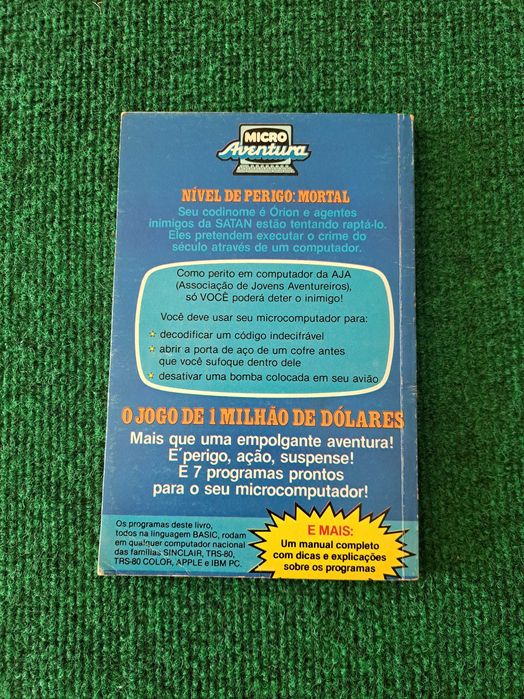 MICRO
Aventura
NÍVEL DE PERIGO: MORTAL
Seu codinome é Órion e agentes
inimigos da SATAN estão tentando raptá-lo.
Eles pretendem executar o crime do
século através de um computador.
Como perito em computador da AJA
(Associação de Jovens Aventureiros),
só VOCÊ poderá deter o inimigo!
Você deve usar seu microcomputador para:
decodificar um código indecifrável
abrir a porta de aço de um cofre antes
que você sufoque dentro dele
desativar uma bomba colocada em seu avião
O JOGO DE 1 MILHÃO DE DÓLARES
Mais que uma empolgante aventura!
É perigo, ação, suspense!
E 7 programas prontos
para o seu microcomputador!
Os programas deste livro,
todos na linguagem BASIC, rodam
em qualquer computador nacional
das famílias SINCLAIR, TRS-80,
TRS-80 COLOR, APPLE e IBM PC.
E MAIS:
Um manual completo
com dicas e explicações
sobre os programas